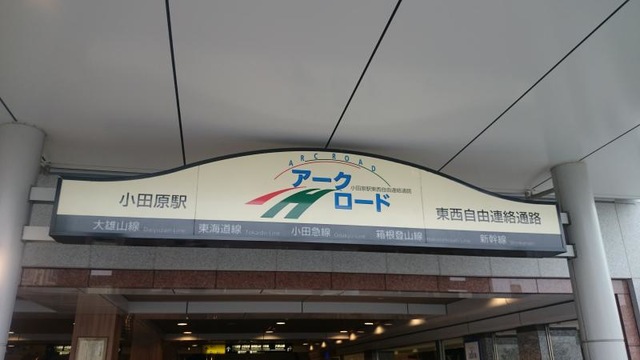 ARC ROAD
アーク
小田原駅東西自由連絡通路
ロード
小田原駅
東西自由連絡通路
大雄山線 東海道線 小田急線 箱根登山線 新幹線